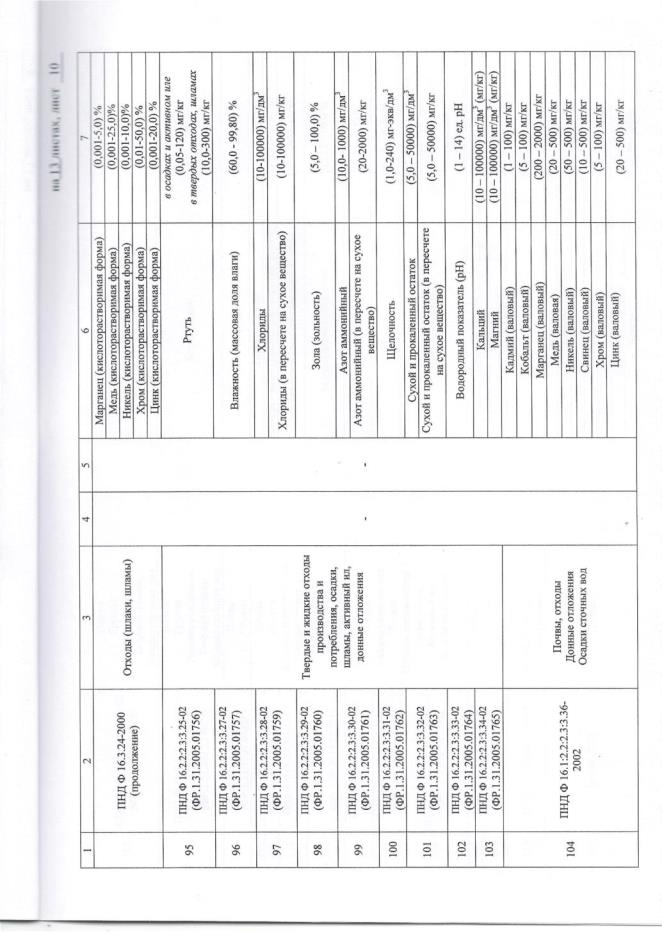 на 13 листах, лист 10
1 2 3 4 5 6 7
ПНД Ф 16.3.24-2000
(продолжение)
Отходы (шлаки, шламы)
Марганец (кислоторастворимая форма) (0,001-5,0) %
Медь (кислоторастворимая форма) (0,001-25,0)%
Никель (кислоторастворимая форма) (0,001-10,0)%
Хром (кислоторастворимая форма) (0,01-50,0) %
Цинк (кислоторастворимая форма) (0,001-20,0) %
95
ПНД Ф 16.2.2:2.3:3.25-02
(ФР.1.31.2005.01756)
Твердые и жидкие отходы
производства и
потребления, осадки,
шламы, активный ил,
донные отложения
-
-
Ртуть
в осадках и активном иле
(0,05-120) мг/кг
в твердых отходах, шламах
(10,0-300) мг/кг
96
ПНД Ф 16.2.2:2.3:3.27-02
(ФР.1.31.2005.01757)
Влажность (массовая доля влаги)
(60,0 - 99,80) %
97
ПНД Ф 16.2.2:2.3:3.28-02
(ФР.1.31.2005.01759)
Хлориды (10-100000) мг/дм³
Хлориды (в пересчете на сухое вещество) (10-100000) мг/кг
98
ПНД Ф 16.2.2:2.3:3.29-02
(ФР.1.31.2005.01760)
Зола (зольность)
(5,0 – 100,0) %
99
ПНД Ф 16.2.2:2.3:3.30-02
(ФР.1.31.2005.01761)
Азот аммонийный (10,0- 1000) мг/дм³
Азот аммонийный (в пересчете на сухое
вещество)
(20-2000) мг/кг
100
ПНД Ф 16.2.2:2.3:3.31-02
(ФР.1.31.2005.01762)
Щелочность
(1,0-240) мг-экв/дм³
101
ПНД Ф 16.2.2:2.3:3.32-02
(ФР.1.31.2005.01763)
Сухой и прокаленный остаток (5,0 – 50000) мг/дм³
Сухой и прокаленный остаток (в пересчете
на сухое вещество)
(5,0 – 50000) мг/кг
102
ПНД Ф 16.2.2:2.3:3.33-02
(ФР.1.31.2005.01764)
Водородный показатель (рН)
(1 – 14) ед. рН
103
ПНД Ф 16.2.2:2.3:3.34-02
(ФР.1.31.2005.01765)
Кальций (10 – 100000) мг/дм³ (мг/кг)
Магний (10 – 100000) мг/дм³ (мг/кг)
104
ПНД Ф 16.1:2.2:2.3:3.36-
2002
Почвы, отходы
Донные отложения
Осадки сточных вод
Кадмий (валовый) (1 – 100) мг/кг
Кобальт (валовый) (5 – 100) мг/кг
Марганец (валовый) (200 – 2000) мг/кг
Медь (валовая) (20 – 500) мг/кг
Никель (валовый) (50 – 500) мг/кг
Свинец (валовый) (10 – 500) мг/кг
Хром (валовый) (5 – 100) мг/кг
Цинк (валовый) (20 – 500) мг/кг